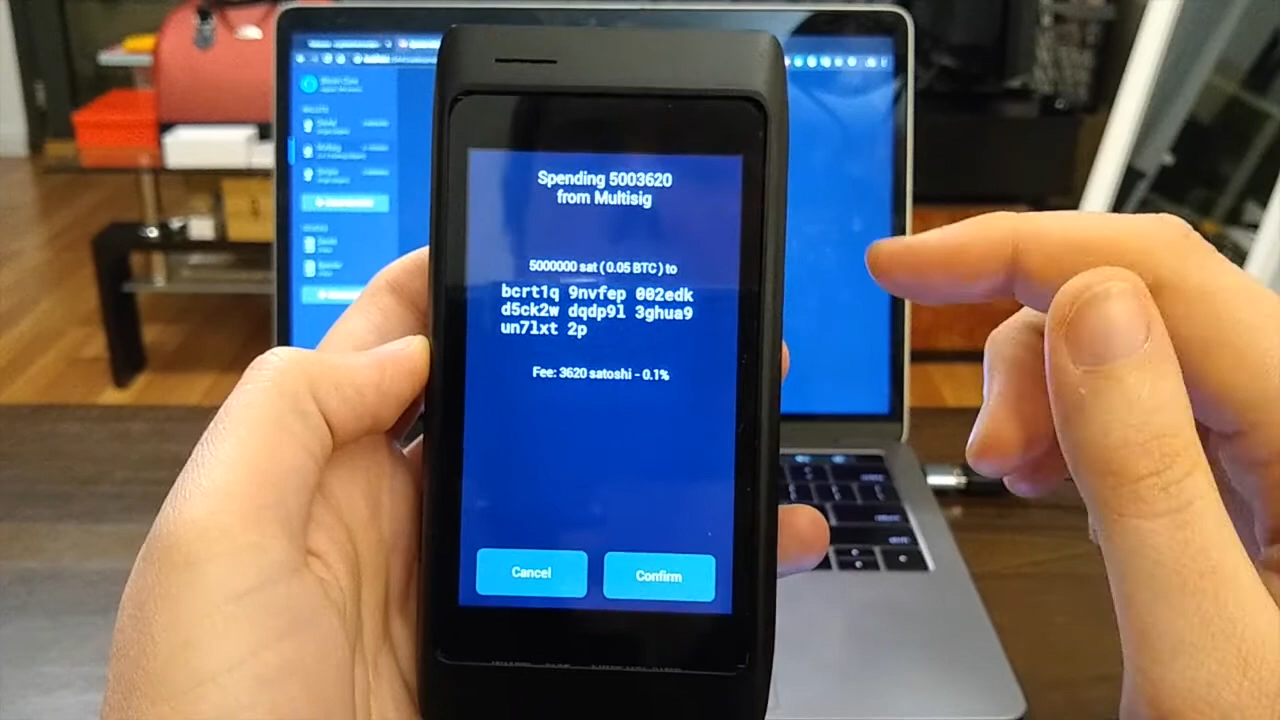 Spending 5003620
from Multisig
5000000 sat ( 0.05 BTC ) to
bcrt1q 9nvfep 002edk
d5ck2w dqdp9l 3ghua9
un7lxt 2p
Fee: 3620 satoshi - 0.1%
Cancel
Confirm